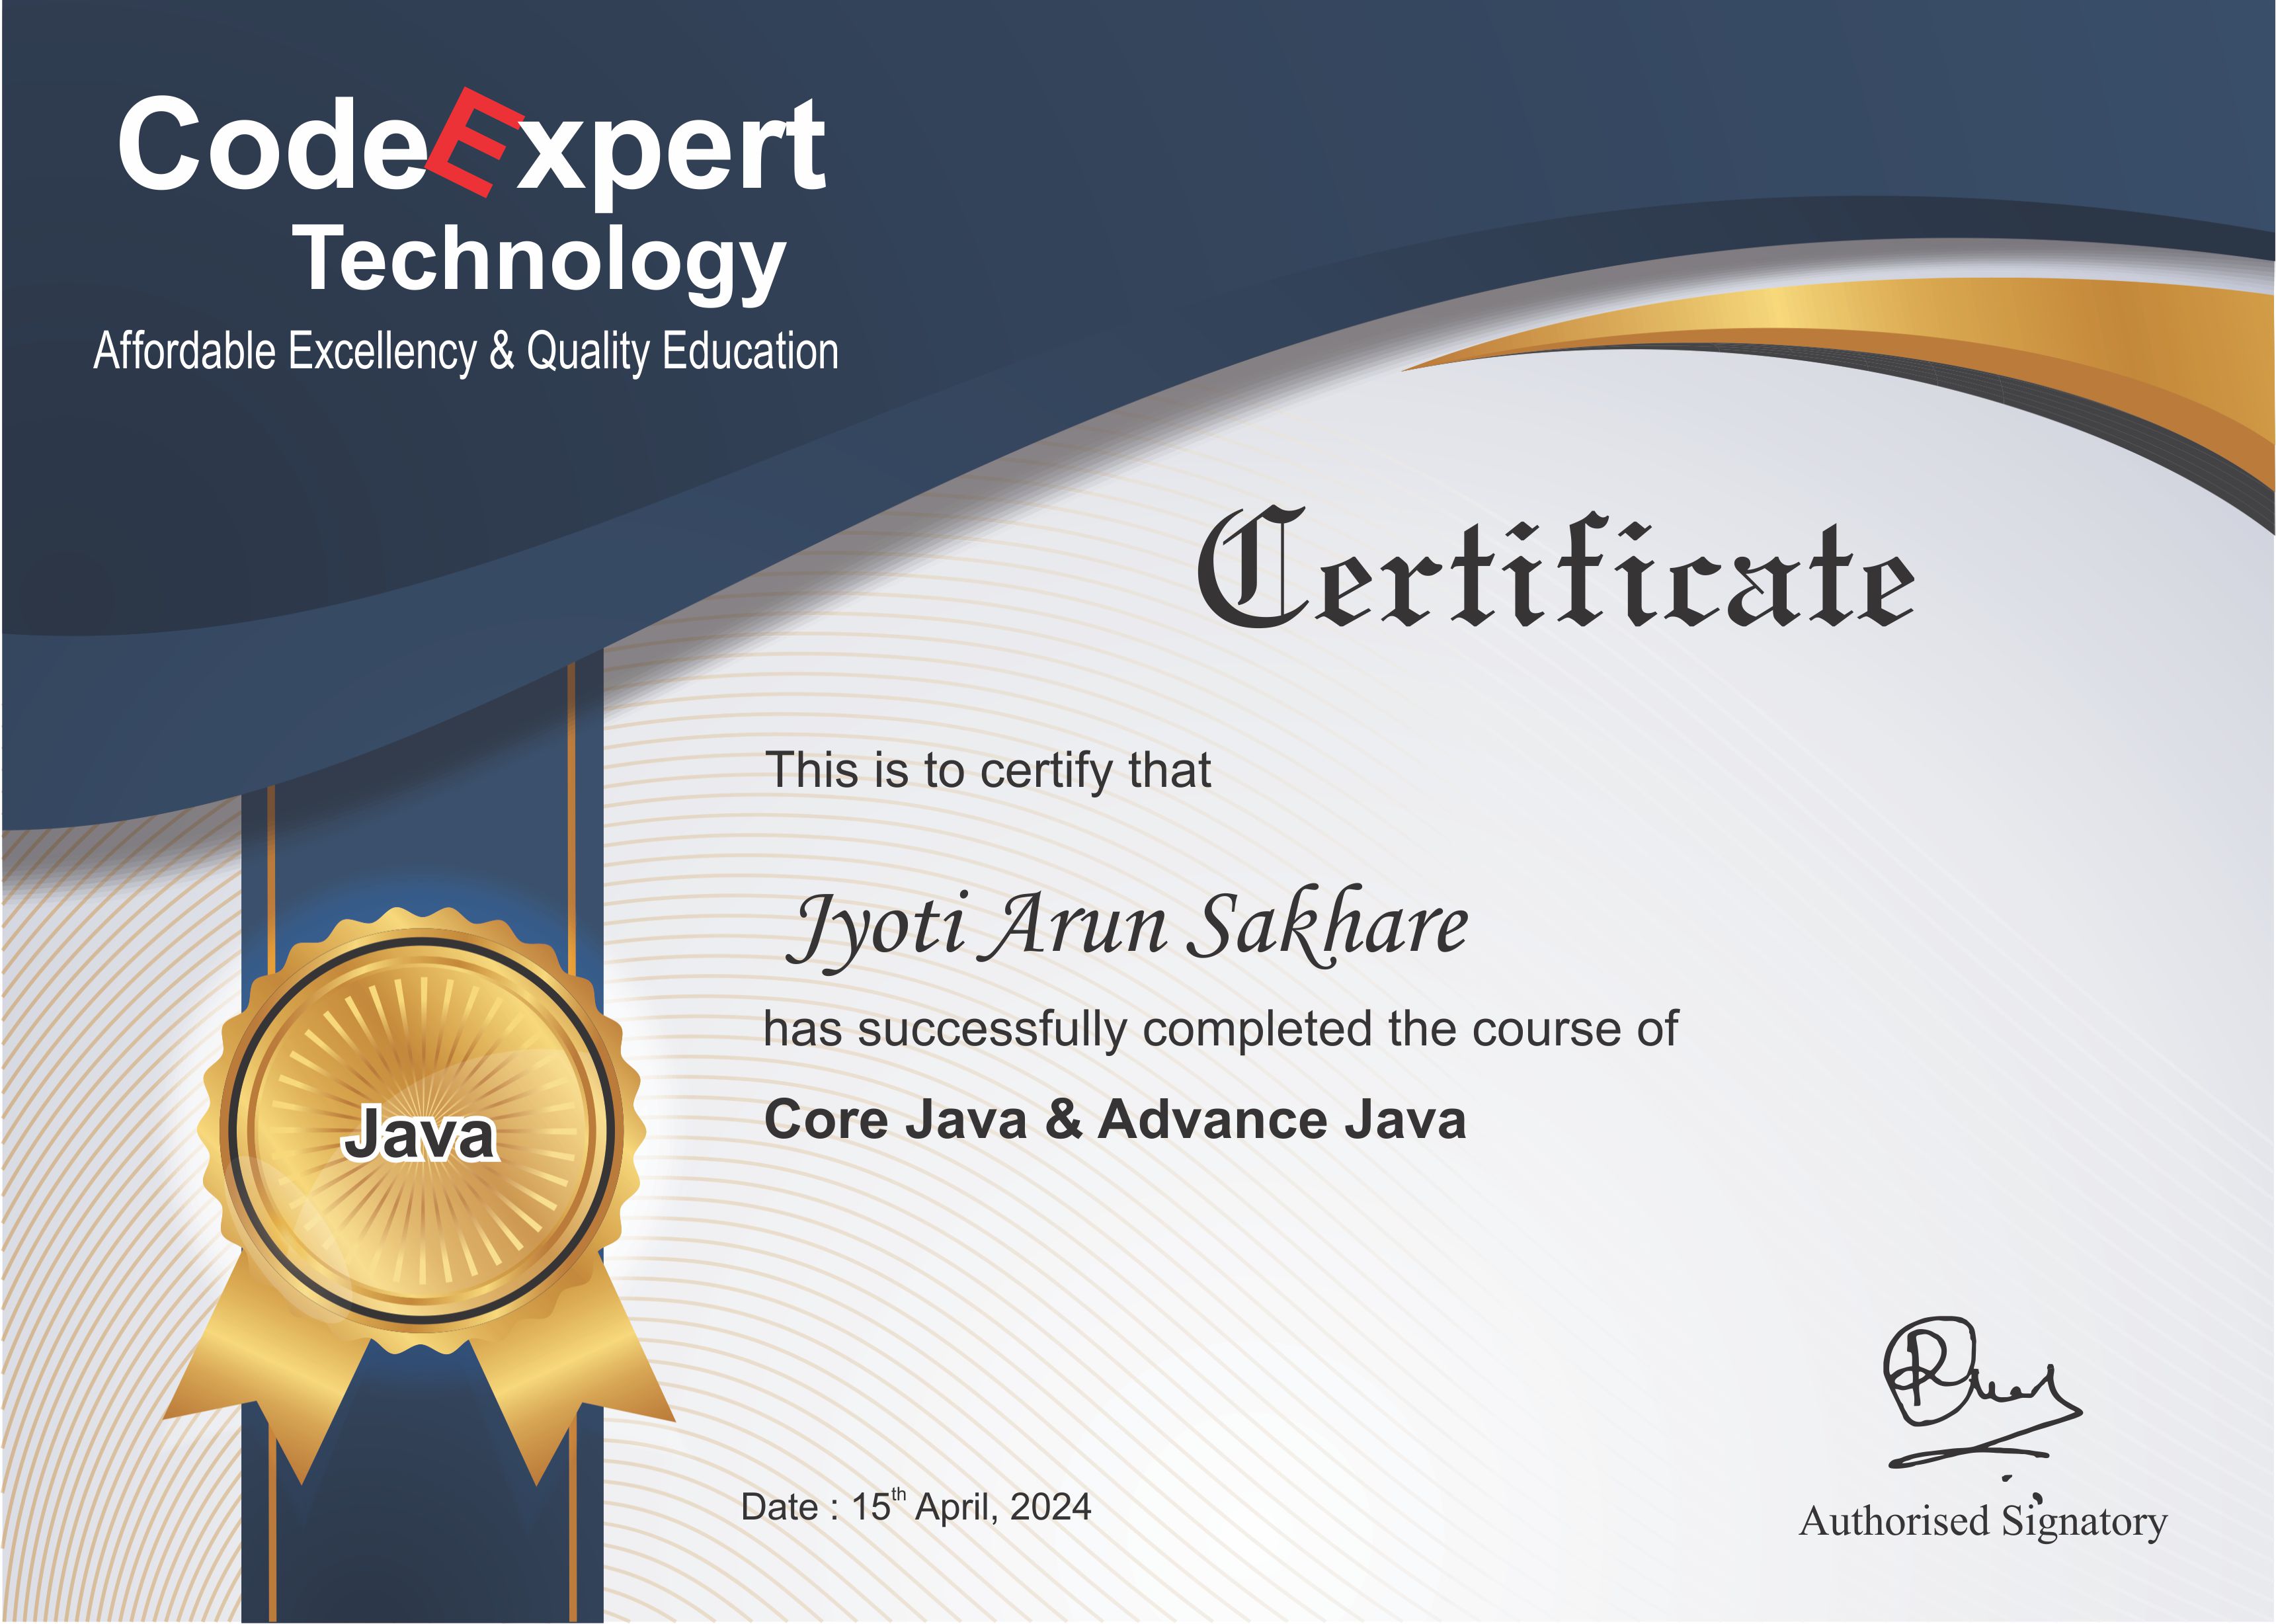 CodeExpert
Technology
Affordable Excellency & Quality Education
Certificate
This is to certify that
Jyoti Arun Sakhare
has successfully completed the course of
Core Java & Advance Java
Java
Date : 15th April, 2024
Authorised Signatory